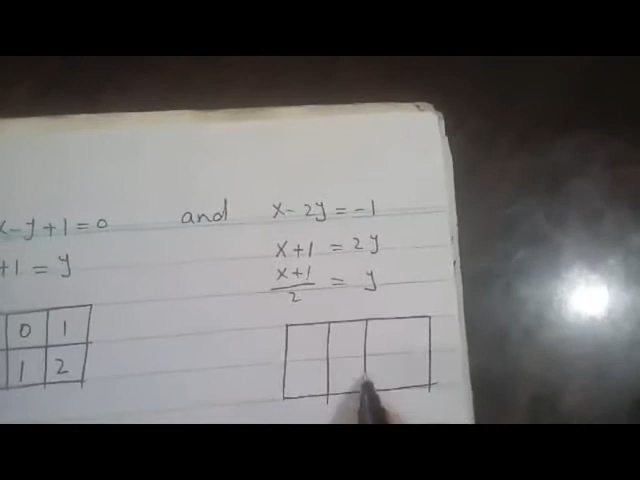 x-y+1=0 and x-2y=-1
+1=y x+1=2y
x+1/2=y
0 1
1 2